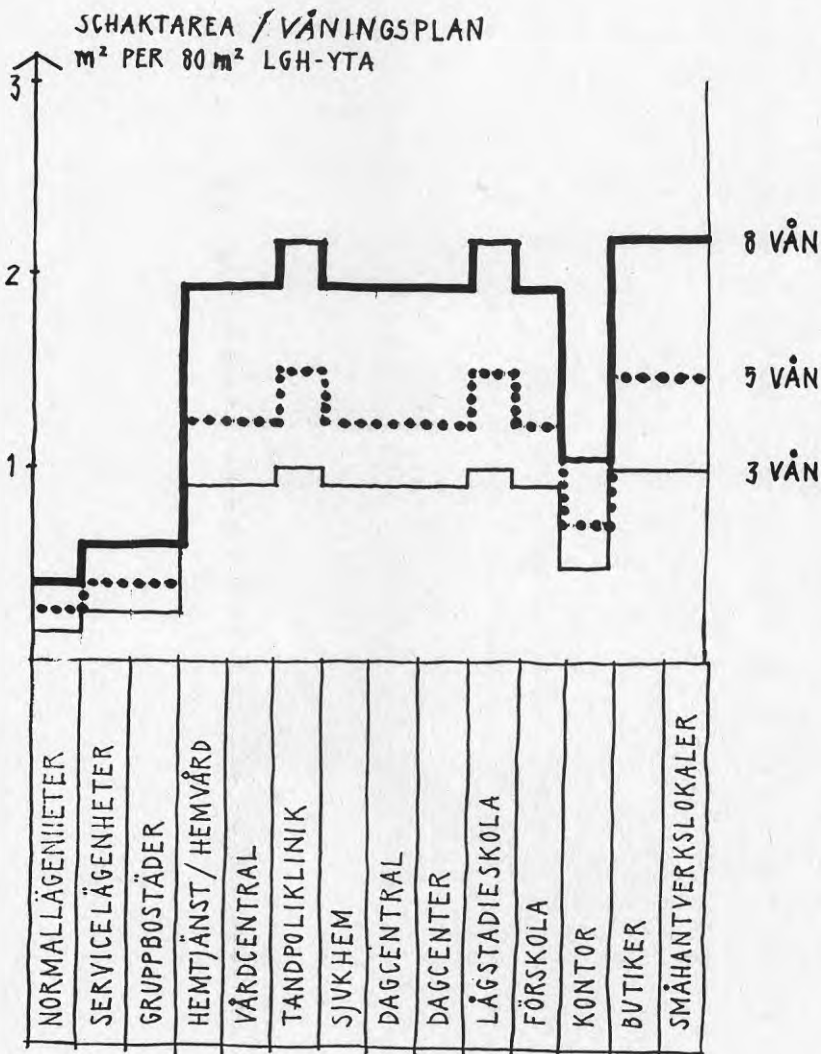 SCHAKTAREA / VÅNINGSPLAN
m² PER 80 m² LGH-YTA
3
2
1
8 VÅN
5 VÅN
3 VÅN
NORMALLÄGENHETER
SERVICELÄGENHETER
GRUPPBOSTÄDER
HEMTJÄNST / HEMVÅRD
VÅRDCENTRAL
TANDPOLIKLINIK
SJUKHEM
DAGCENTRAL
DAGCENTER
LÅGSTADIESKOLA
FÖRSKOLA
KONTOR
BUTIKER
SMÅHANTVERKSLOKALER